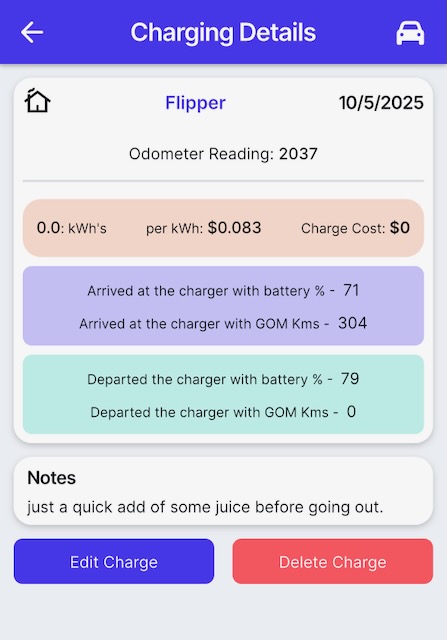 Charging Details
Flipper 10/5/2025
Odometer Reading: 2037
0.0: kWh's per kWh: $0.083 Charge Cost: $0
Arrived at the charger with battery % - 71
Arrived at the charger with GOM Kms - 304
Departed the charger with battery % - 79
Departed the charger with GOM Kms - 0
Notes
just a quick add of some juice before going out.
Edit Charge Delete Charge